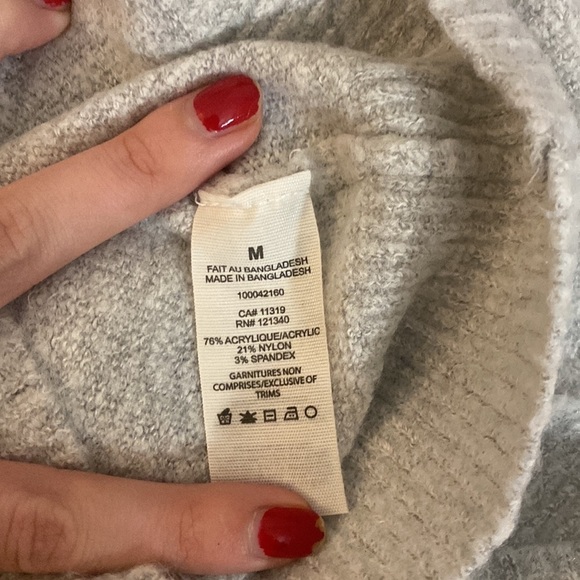 M
FAIT AU BANGLADESH
MADE IN BANGLADESH
100042160
CA# 11319
RN# 121340
76% ACRYLIQUE/ACRYLIC
21% NYLON
3% SPANDEX
GARNITURES NON
COMPRISES/EXCLUSIVE OF
TRIMS